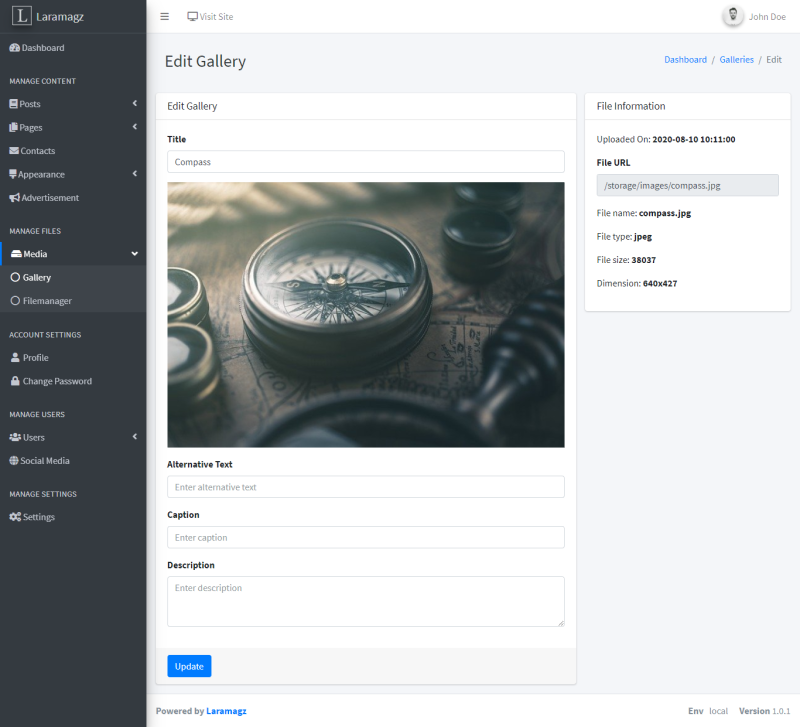 L Laramagz
Visit Site
John Doe
Dashboard
MANAGE CONTENT
Posts
Pages
Contacts
Appearance
Advertisement
MANAGE FILES
Media
Gallery
Filemanager
ACCOUNT SETTINGS
Profile
Change Password
MANAGE USERS
Users
Social Media
MANAGE SETTINGS
Settings
Edit Gallery
Dashboard / Galleries / Edit
Edit Gallery
Title
Compass
Alternative Text
Enter alternative text
Caption
Enter caption
Description
Enter description
Update
File Information
Uploaded On: 2020-08-10 10:11:00
File URL
/storage/images/compass.jpg
File name: compass.jpg
File type: jpeg
File size: 38037
Dimension: 640x427
Powered by Laramagz
Env local Version 1.0.1